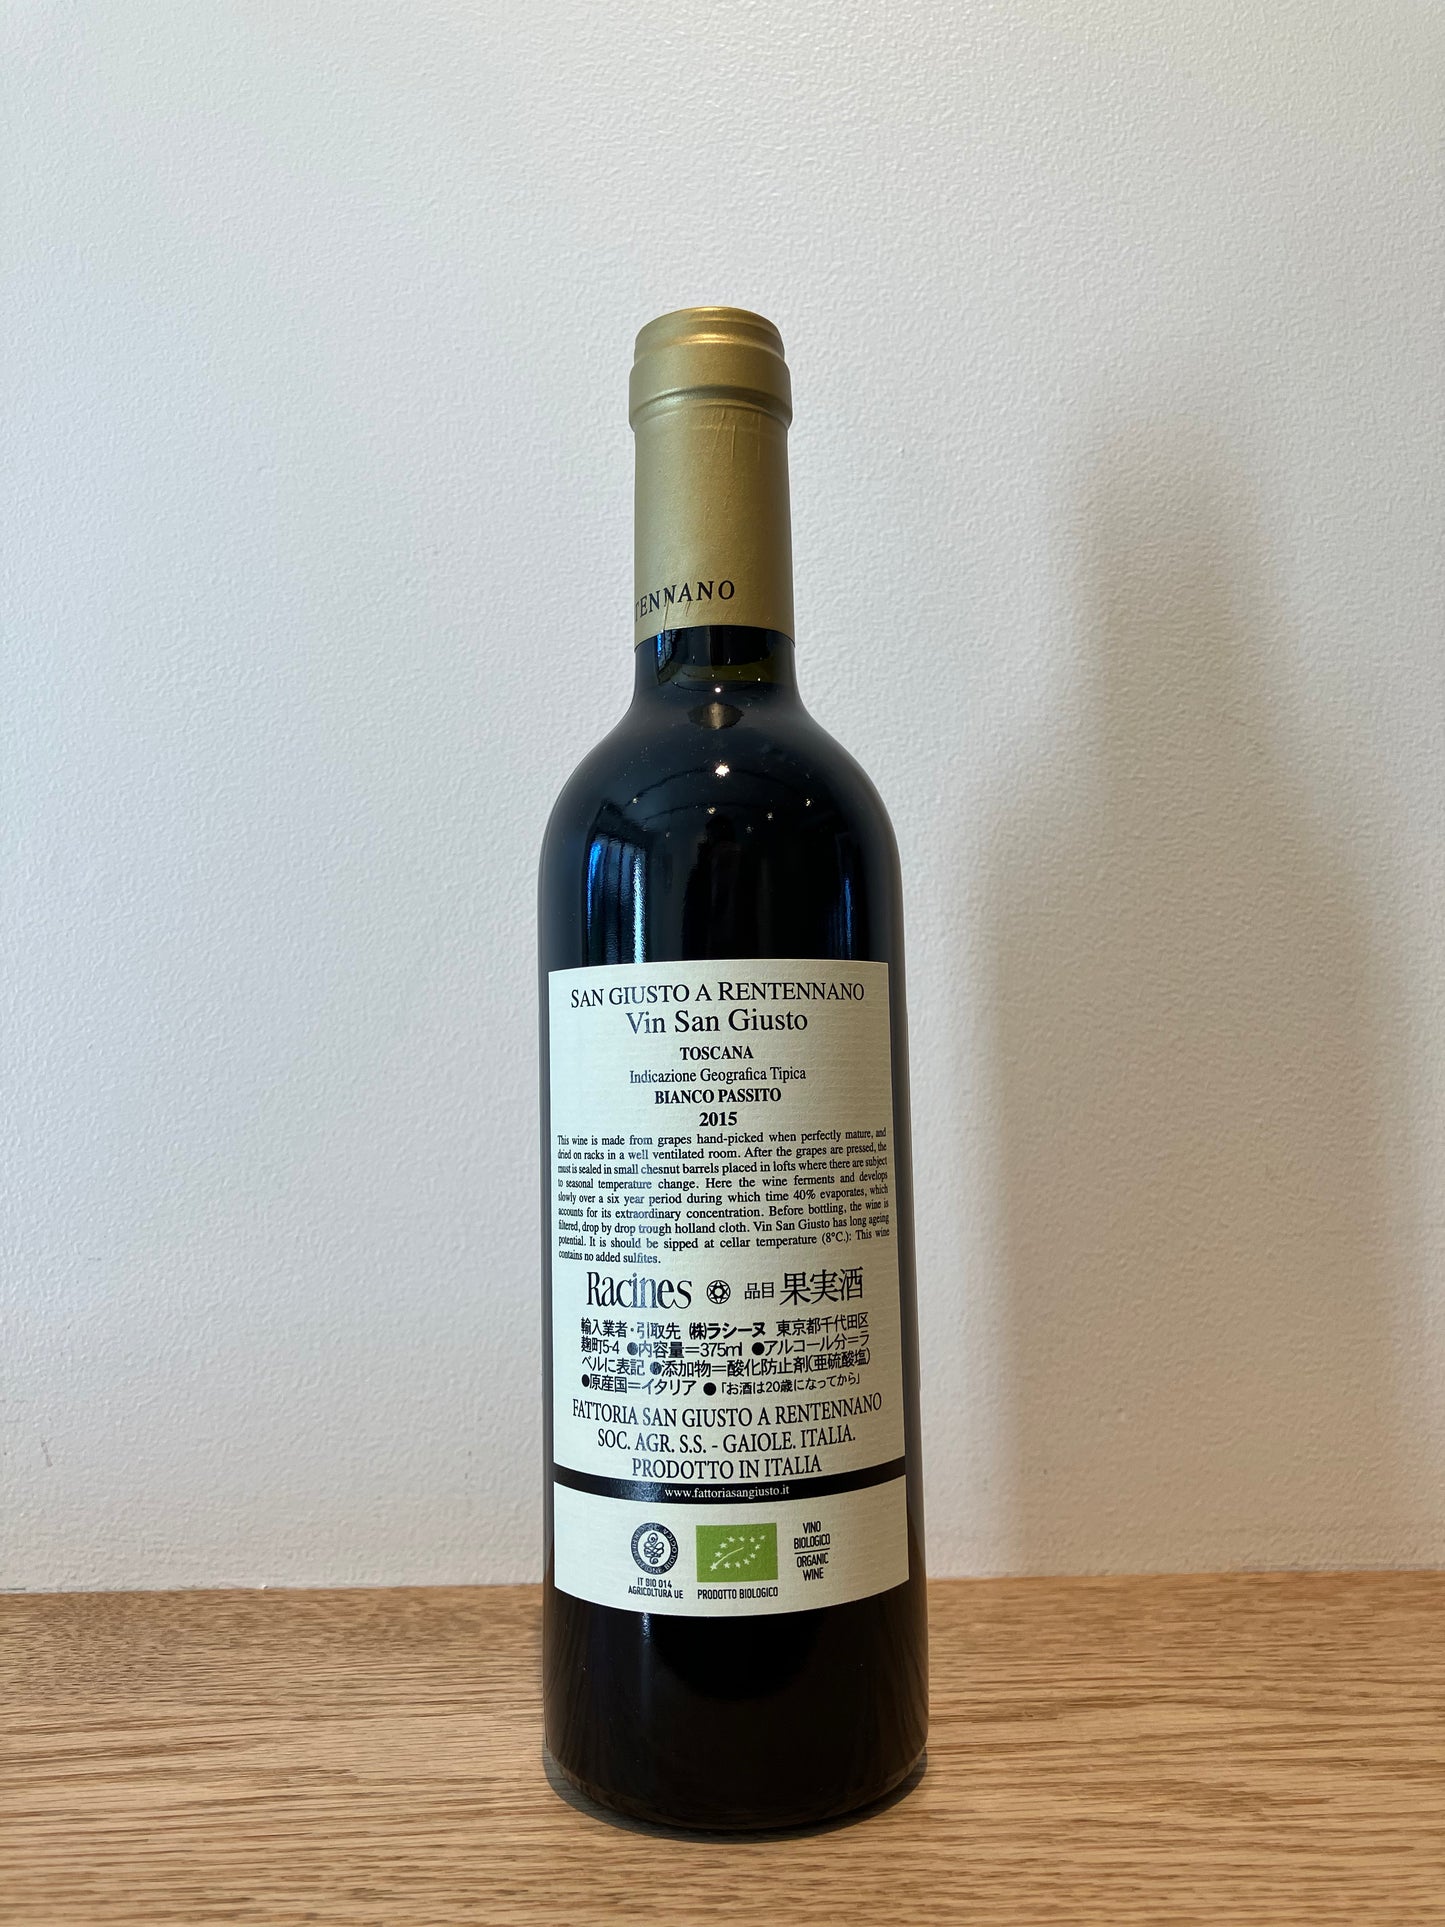 TENNANO
SAN GIUSTO A RENTENNANO
Vin San Giusto
TOSCANA
Indicazione Geografica Tipica
BIANCO PASSITO
2015
This wine is made from grapes hand-picked when perfectly mature, and
dried on racks in a well ventilated room. After the grapes are pressed, the
must is sealed in small chesnut barrels placed in lofts where there are subject
to seasonal temperature change. Here the wine ferments and develops
slowly over a six year period during which time 40% evaporates, which
accounts for its extraordinary concentration. Before bottling, the wine is
filtered, drop by drop trough holland cloth. Vin San Giusto has long ageing
potential. It is should be sipped at cellar temperature (8°C.): This wine
contains no added sulfites.
Racines 品目 果実酒
輸入業者・引取先 (株)ラシーヌ 東京都千代田区
麹町5-4 ●内容量=375ml ●アルコール分=ラ
ベルに表記 ●添加物=酸化防止剤(亜硫酸塩)
●原産国=イタリア ●「お酒は20歳になってから」
FATTORIA SAN GIUSTO A RENTENNANO
SOC. AGR. S.S. - GAIOLE. ITALIA.
PRODOTTO IN ITALIA
www.fattoriasangiusto.it
IT BIO 014
AGRICOLTURA UE
PRODOTTO BIOLOGICO
VINO
BIOLOGICO
ORGANIC
WINE